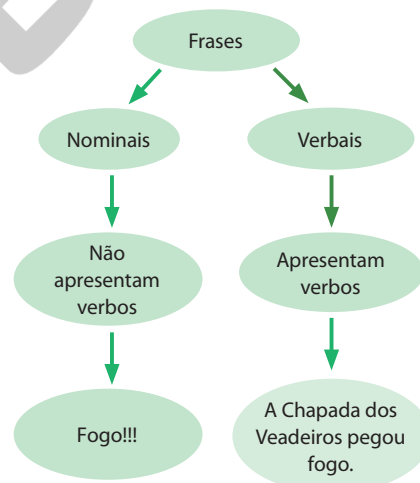 Frases
Nominais
Verbais
Não
apresentam
verbos
Apresentam
verbos
Fogo!!!
A Chapada dos
Veadeiros pegou
fogo.